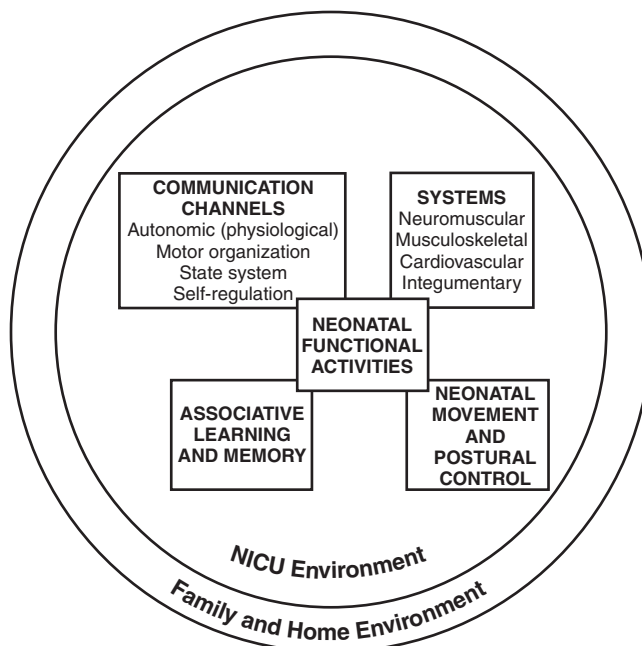 COMMUNICATION
CHANNELS
Autonomic (physiological)
Motor organization
State system
Self-regulation
SYSTEMS
Neuromuscular
Musculoskeletal
Cardiovascular
Integumentary
NEONATAL
FUNCTIONAL
ACTIVITIES
ASSOCIATIVE
LEARNING
AND MEMORY
NEONATAL
MOVEMENT
AND
POSTURAL
CONTROL
NICU Environment
Family and Home Environment